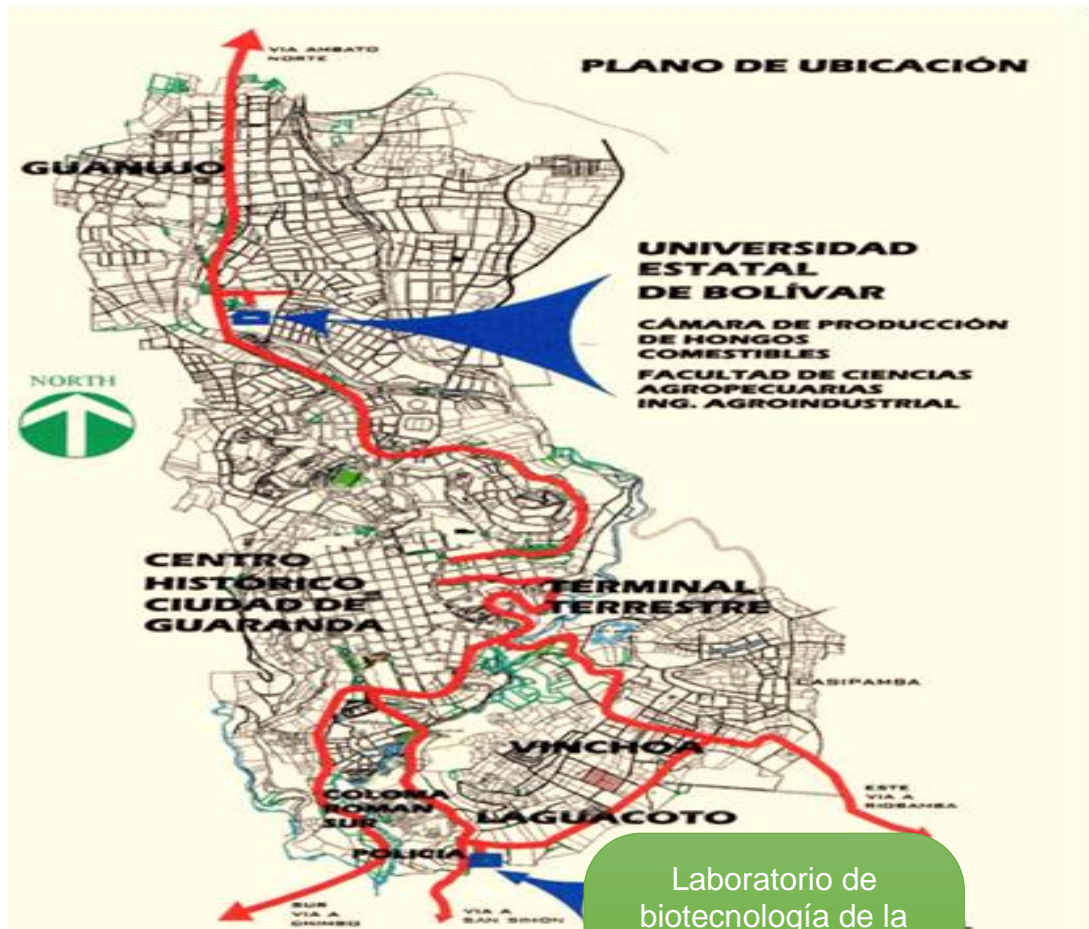 VIA AMBATO
NORTE
PLANO DE UBICACIÓN
GUANUJO
UNIVERSIDAD
ESTATAL
DE BOLÍVAR
CÁMARA DE PRODUCCIÓN
DE HONGOS
COMESTIBLES
FACULTAD DE CIENCIAS
AGROPECUARIAS
ING. AGROINDUSTRIAL
NORTH
CENTRO
HISTÓRICO
CIUDAD DE
GUARANDA
TERMINAL
TERRESTRE
CASIPAMBA
VINCHOA
ESTE
VIA A
RIOBAMBA
COLOMA
ROMAN
SUR
LAGUACOTO
POLICIA
SUR
VIA A
CHIMBO
VIA A
SAN SIMÓN
Laboratorio de
biotecnología de la